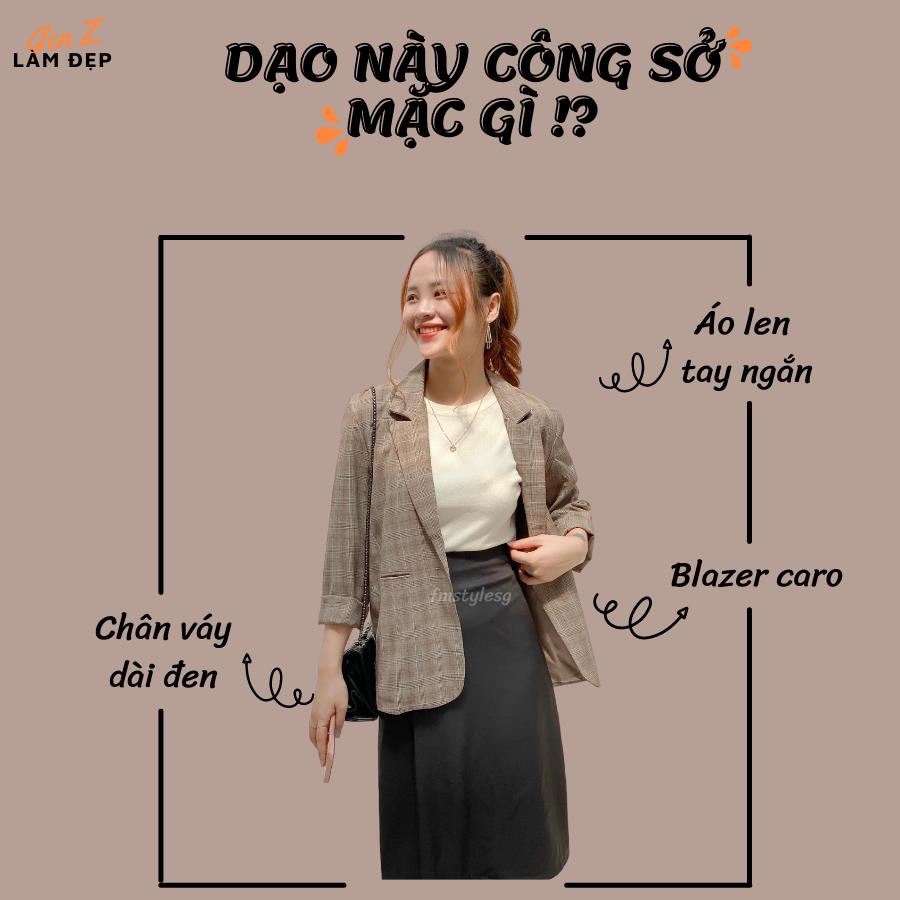 Gen Z
LÀM ĐẸP
DẠO NÀY CÔNG SỞ
MẶC GÌ !?
Áo len
tay ngắn
Blazer caro
fmstylesg
Chân váy
dài đen